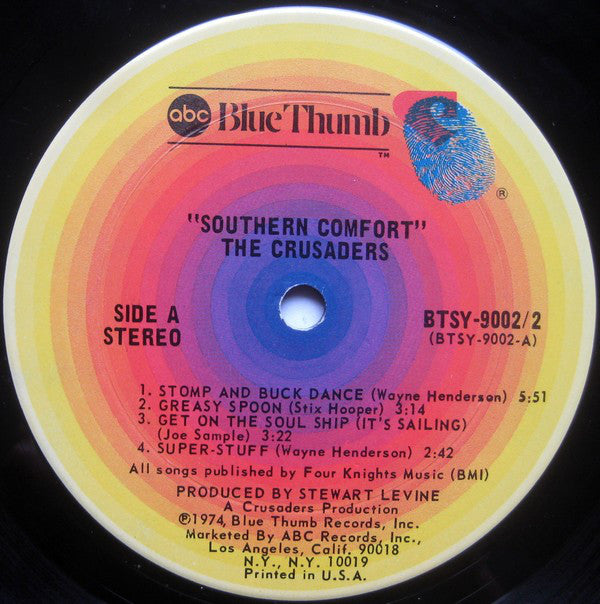 abc Blue Thumb
TM
®
"SOUTHERN COMFORT"
THE CRUSADERS
SIDE A
STEREO
BTSY-9002/2
(BTSY-9002-A)
1. STOMP AND BUCK DANCE (Wayne Henderson) 5:51
2. GREASY SPOON (Stix Hooper) 3:14
3. GET ON THE SOUL SHIP (IT'S SAILING)
(Joe Sample) 3:22
4. SUPER-STUFF (Wayne Henderson) 2:42
All songs published by Four Knights Music (BMI)
PRODUCED BY STEWART LEVINE
A Crusaders Production
℗1974, Blue Thumb Records, Inc.
Marketed By ABC Records, Inc.,
Los Angeles, Calif. 90018
N.Y., N.Y. 10019
Printed in U.S.A.